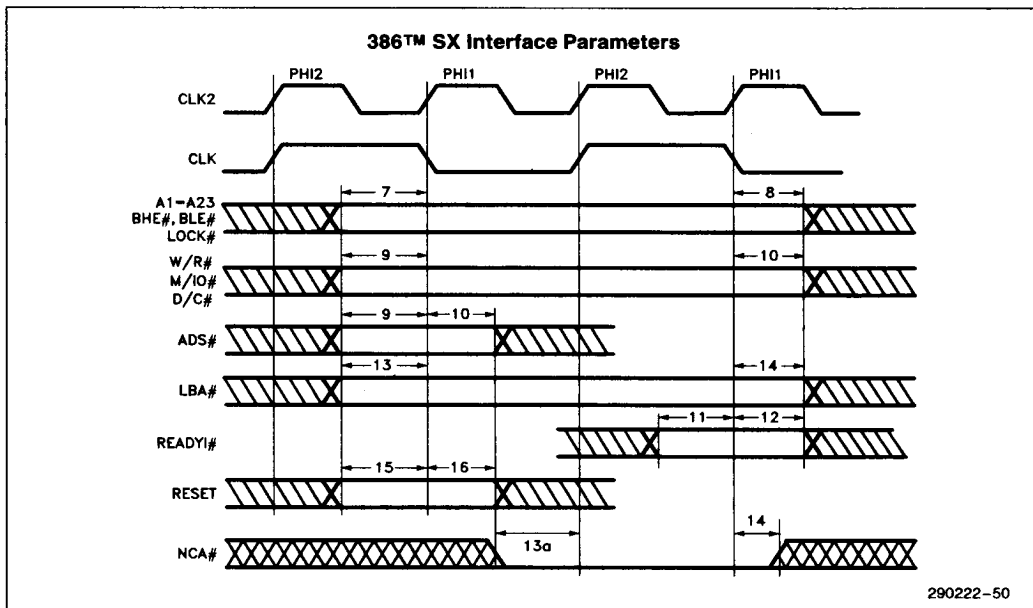 386™ SX Interface Parameters
PHI2 PHI1 PHI2 PHI1
CLK2
CLK
7 8
A1-A23
BHE#, BLE#
LOCK#
W/R#
9 10
M/IO#
D/C#
9 10
ADS#
13 14
LBA#
11 12
READYI#
15 16
RESET
13a 14
NCA#
290222-50